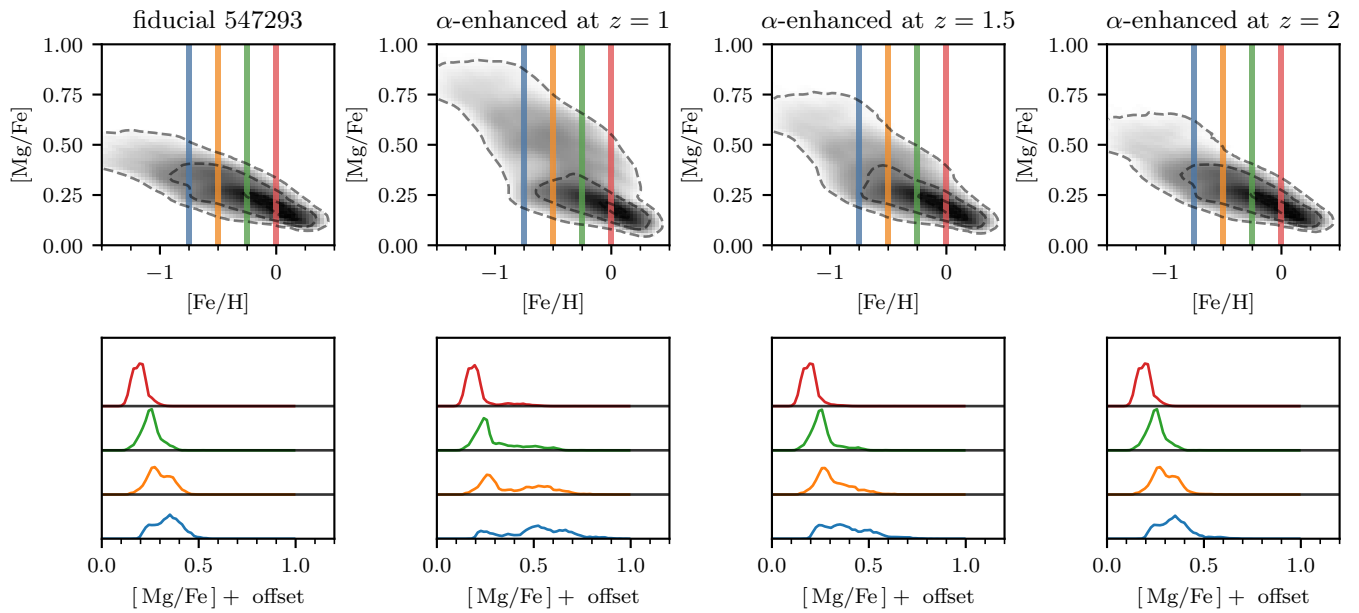 fiducial 547293
α-enhanced at z = 1
α-enhanced at z = 1.5
α-enhanced at z = 2
[Mg/Fe]
1.00
0.75
0.50
0.25
0.00
−1
0
[Fe/H]
[Mg/Fe]
1.00
0.75
0.50
0.25
0.00
−1
0
[Fe/H]
[Mg/Fe]
1.00
0.75
0.50
0.25
0.00
−1
0
[Fe/H]
[Mg/Fe]
1.00
0.75
0.50
0.25
0.00
−1
0
[Fe/H]
0.0 0.5 1.0
[Mg/Fe] + offset
0.0 0.5 1.0
[Mg/Fe] + offset
0.0 0.5 1.0
[Mg/Fe] + offset
0.0 0.5 1.0
[Mg/Fe] + offset